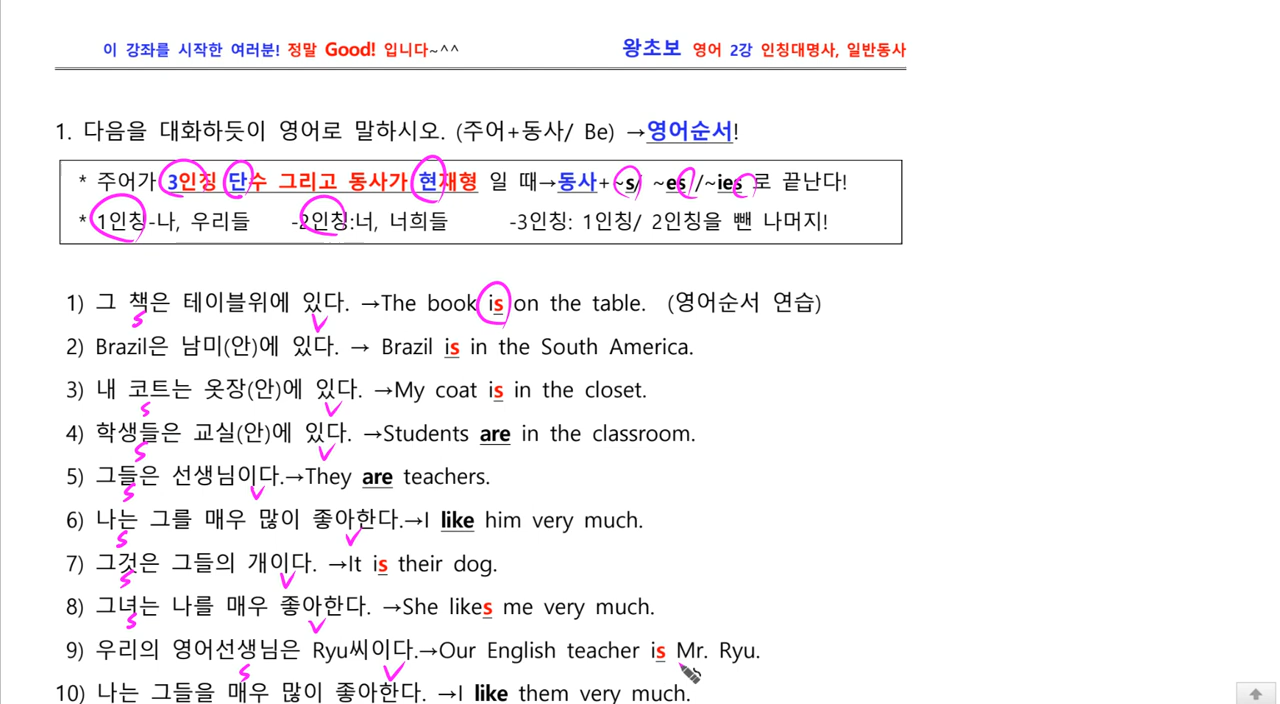 이 강좌를 시작한 여러분! 정말 Good! 입니다~^^ 왕초보 영어 2강 인칭대명사, 일반동사
1. 다음을 대화하듯이 영어로 말하시오. (주어+동사/ Be) →영어순서!
* 주어가 3인칭 단수 그리고 동사가 현재형 일 때→동사+~s/ ~es /~ies로 끝난다!
* 1인칭-나, 우리들 -2인칭:너, 너희들 -3인칭: 1인칭/ 2인칭을 뺀 나머지!
1) 그 책은 테이블위에 있다. →The book is on the table. (영어순서 연습)
s v
2) Brazil은 남미(안)에 있다. → Brazil is in the South America.
3) 내 코트는 옷장(안)에 있다. →My coat is in the closet.
s v
4) 학생들은 교실(안)에 있다. →Students are in the classroom.
s v
5) 그들은 선생님이다.→They are teachers.
s v
6) 나는 그를 매우 많이 좋아한다.→I like him very much.
s v
7) 그것은 그들의 개이다. →It is their dog.
s v
8) 그녀는 나를 매우 좋아한다. →She likes me very much.
s v
9) 우리의 영어선생님은 Ryu씨이다.→Our English teacher is Mr. Ryu.
s v
10) 나는 그들을 매우 많이 좋아한다. →I like them very much.